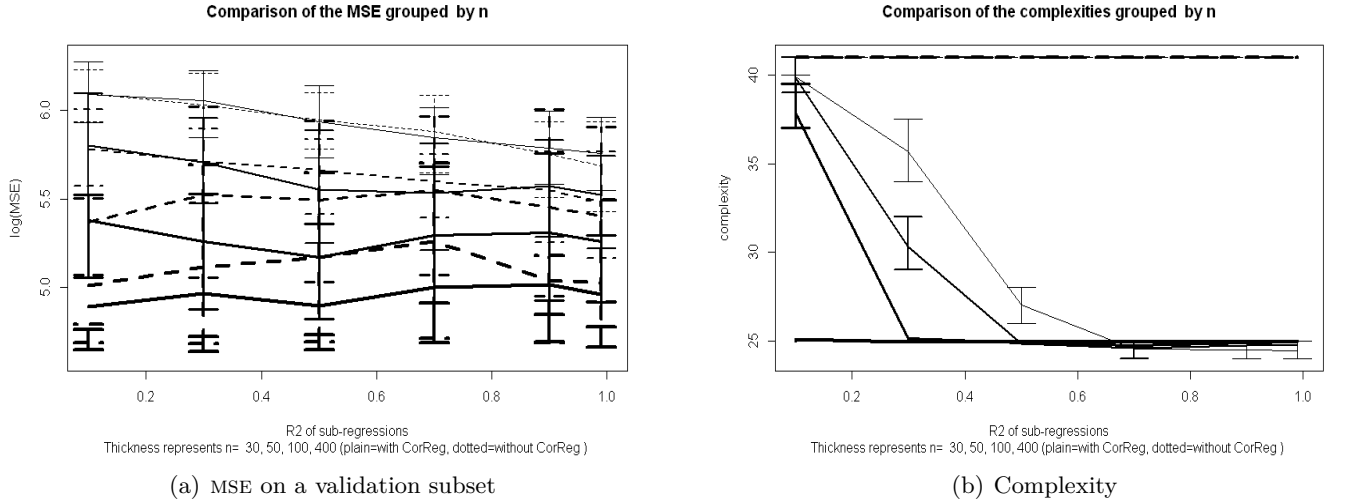 Comparison of the MSE grouped by n
log(MSE)
6.0
5.5
5.0
0.2 0.4 0.6 0.8 1.0
R2 of sub-regressions
Thickness represents n= 30, 50, 100, 400 (plain=with CorReg, dotted=without CorReg )
(a) MSE on a validation subset
Comparison of the complexities grouped by n
complexity
40
35
30
25
0.2 0.4 0.6 0.8 1.0
R2 of sub-regressions
Thickness represents n= 30, 50, 100, 400 (plain=with CorReg, dotted=without CorReg )
(b) Complexity